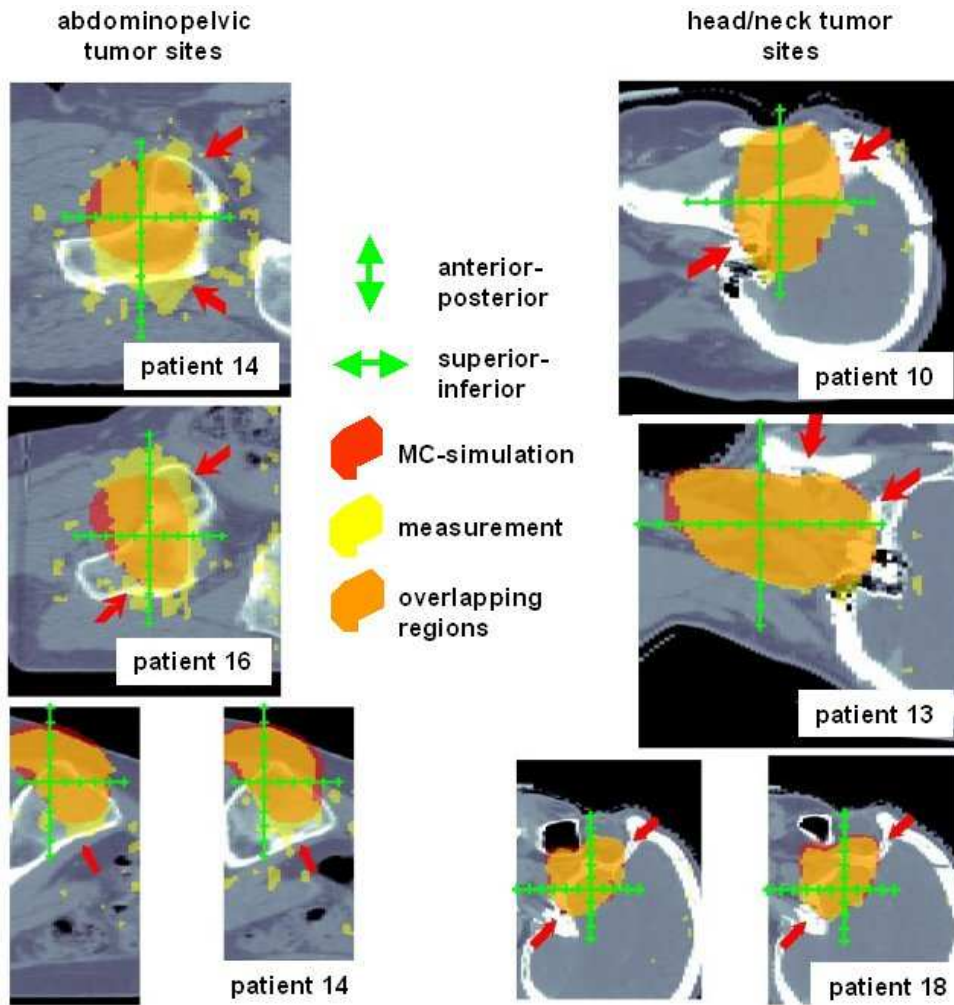 abdominopelvic
tumor sites
head/neck tumor
sites
patient 14
patient 10
anterior-
posterior
superior-
inferior
MC-simulation
measurement
overlapping
regions
patient 16
patient 13
patient 14
patient 18